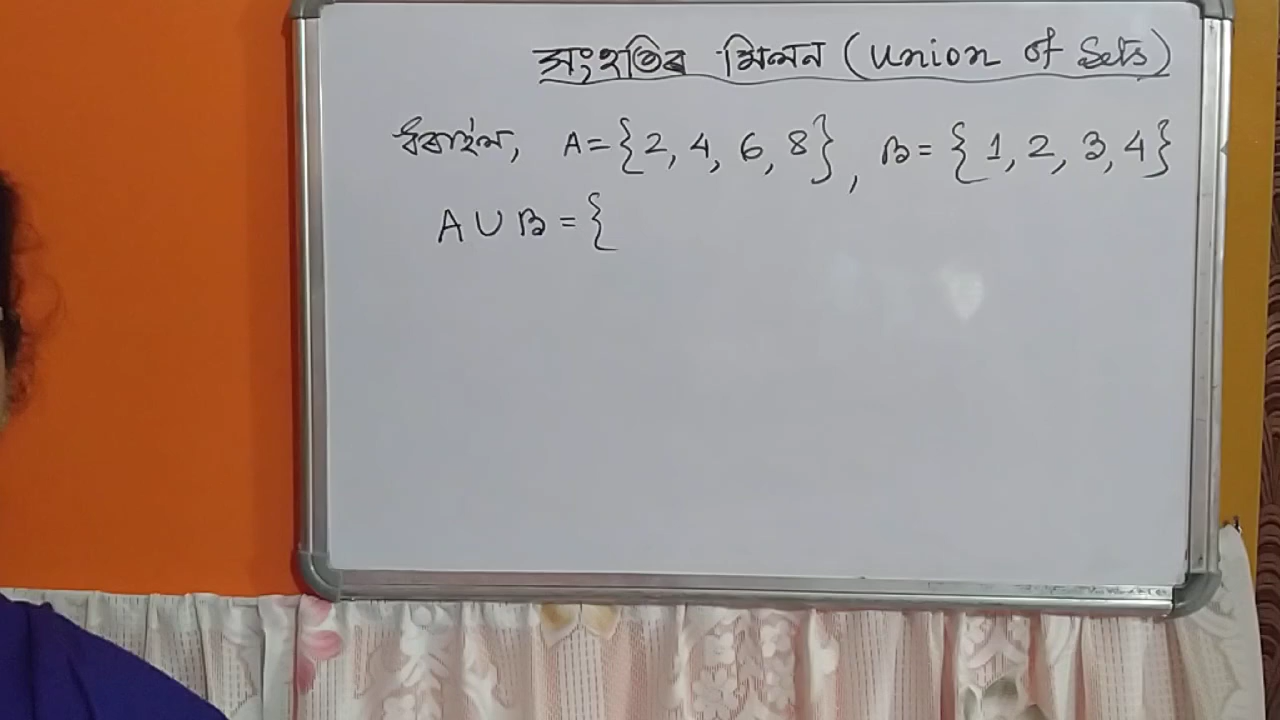 সংহতিৰ মিলন (Union of Sets)
ধৰাহ'ল, A = {2, 4, 6, 8}, B = {1, 2, 3, 4}
A ∪ B = {